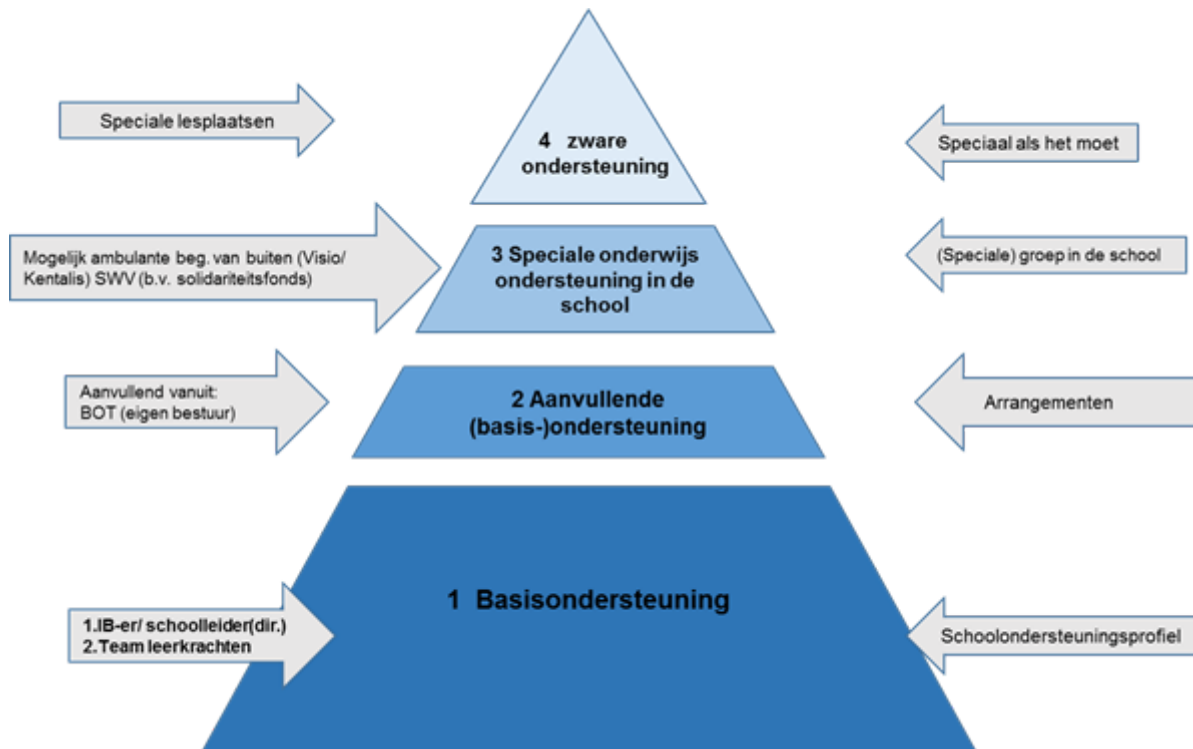 Speciale lesplaatsen
4 zware
ondersteuning
Speciaal als het moet
Mogelijk ambulante beg. van buiten (Visio/
Kentalis) SWV (b.v. solidariteitsfonds)
3 Speciale onderwijs
ondersteuning in de
school
(Speciale) groep in de school
Aanvullend vanuit:
BOT (eigen bestuur)
2 Aanvullende
(basis-)ondersteuning
Arrangementen
1 Basisondersteuning
1.IB-er/ schoolleider(dir.)
2.Team leerkrachten
Schoolondersteuningsprofiel